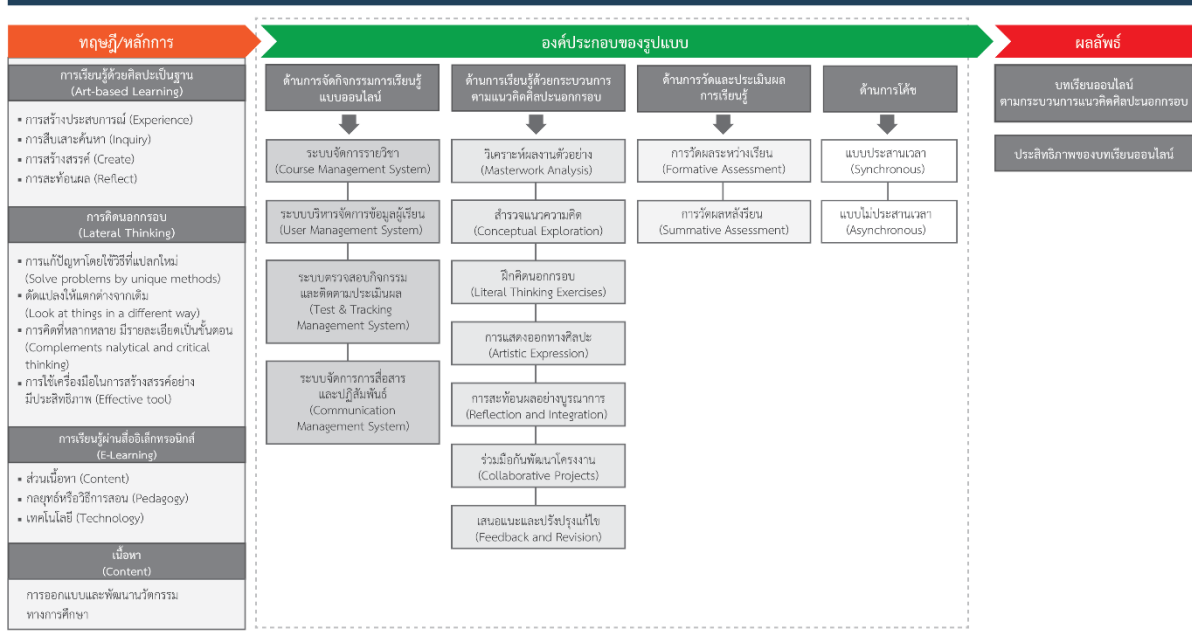 ทฤษฎี/หลักการ
การเรียนรู้ด้วยศิลปะเป็นฐาน
(Art-based Learning)
▪ การสร้างประสบการณ์ (Experience)
▪ การสืบเสาะค้นหา (Inquiry)
▪ การสร้างสรรค์ (Create)
▪ การสะท้อนผล (Reflect)
การคิดนอกกรอบ
(Lateral Thinking)
▪ การแก้ปัญหาโดยใช้วิธีที่แปลกใหม่
(Solve problems by unique methods)
▪ ดัดแปลงให้แตกต่างจากเดิม
(Look at things in a different way)
▪ การคิดที่หลากหลาย มีรายละเอียดเป็นขั้นตอน
(Complements nalytical and critical
thinking)
▪ การใช้เครื่องมือในการสร้างสรรค์อย่าง
มีประสิทธิภาพ (Effective tool)
การเรียนรู้ผ่านสื่ออิเล็กทรอนิกส์
(E-Learning)
▪ ส่วนเนื้อหา (Content)
▪ กลยุทธ์หรือวิธีการสอน (Pedagogy)
▪ เทคโนโลยี (Technology)
เนื้อหา
(Content)
การออกแบบและพัฒนานวัตกรรม
ทางการศึกษา
องค์ประกอบของรูปแบบ
ด้านการจัดกิจกรรมการเรียนรู้
แบบออนไลน์
ระบบจัดการรายวิชา
(Course Management System)
ระบบบริหารจัดการข้อมูลผู้เรียน
(User Management System)
ระบบตรวจสอบกิจกรรม
และติดตามประเมินผล
(Test & Tracking
Management System)
ระบบจัดการการสื่อสาร
และปฏิสัมพันธ์
(Communication
Management System)
ด้านการเรียนรู้ด้วยกระบวนการ
ตามแนวคิดศิลปะนอกกรอบ
วิเคราะห์ผลงานตัวอย่าง
(Masterwork Analysis)
สำรวจแนวความคิด
(Conceptual Exploration)
ฝึกคิดนอกกรอบ
(Literal Thinking Exercises)
การแสดงออกทางศิลปะ
(Artistic Expression)
การสะท้อนผลอย่างบูรณาการ
(Reflection and Integration)
ร่วมมือกันพัฒนาโครงงาน
(Collaborative Projects)
เสนอแนะและปรังปรุงแก้ไข
(Feedback and Revision)
ด้านการวัดและประเมินผล
การเรียนรู้
การวัดผลระหว่างเรียน
(Formative Assessment)
การวัดผลหลังรียน
(Summative Assessment)
ด้านการโค้ช
แบบประสานเวลา
(Synchronous)
แบบไม่ประสานเวลา
(Asynchronous)
ผลลัพธ์
บทเรียนออนไลน์
ตามกระบวนการแนวคิดศิลปะนอกกรอบ
ประสิทธิภาพของบทเรียนออนไลน์